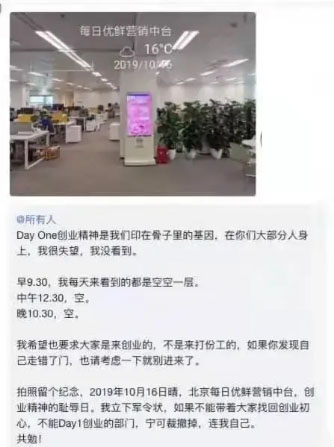 每日优鲜营销中台
16°C
2019/10/16
@所有人
Day One创业精神是我们印在骨子里的基因，在你们大部分人身
上，我很失望，我没看到。
早9.30，我每天来看到的都是空空一层。
中午12.30，空。
晚10.30，空。
我希望也要求大家是来创业的，不是来打份工的，如果你发现自
己走错了门，也请考虑一下就别进来了。
拍照留个纪念，2019年10月16日晴，北京每日优鲜营销中台，创
业精神的耻辱日。我立下军令状，如果不能带着大家找回创业初
心，不能Day1创业的部门，宁可裁撤掉，连我自己。
共勉！